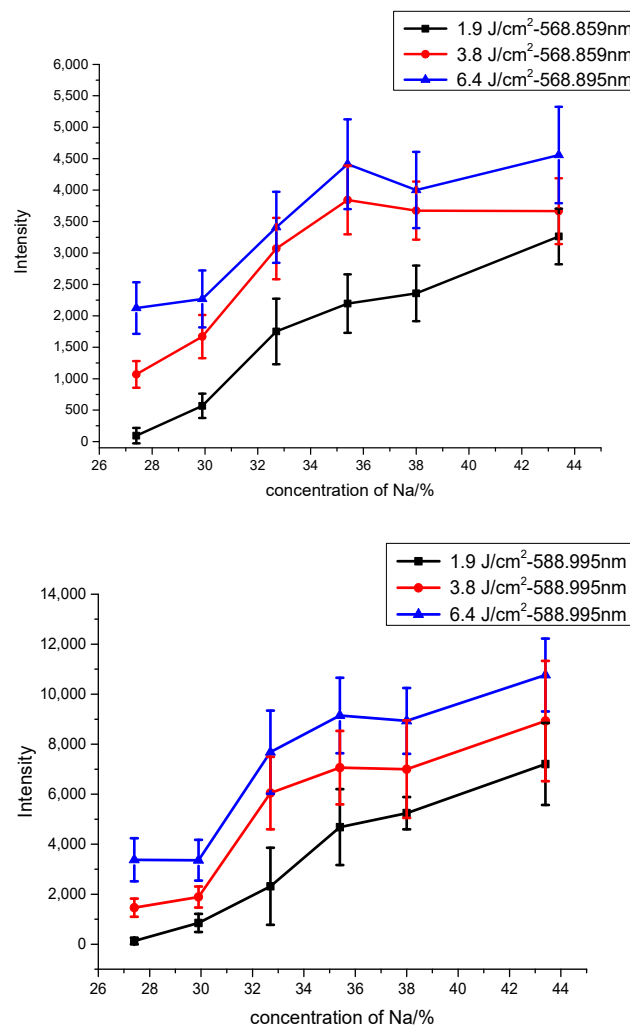 1.9 J/cm²-568.859nm
3.8 J/cm²-568.859nm
6.4 J/cm²-568.895nm
6,000
5,500
5,000
4,500
4,000
3,500
3,000
2,500
2,000
1,500
1,000
500
0
Intensity
26 28 30 32 34 36 38 40 42 44
concentration of Na/%
1.9 J/cm²-588.995nm
3.8 J/cm²-588.995nm
6.4 J/cm²-588.995nm
14,000
12,000
10,000
8,000
6,000
4,000
2,000
0
Intensity
26 28 30 32 34 36 38 40 42 44
concentration of Na/%